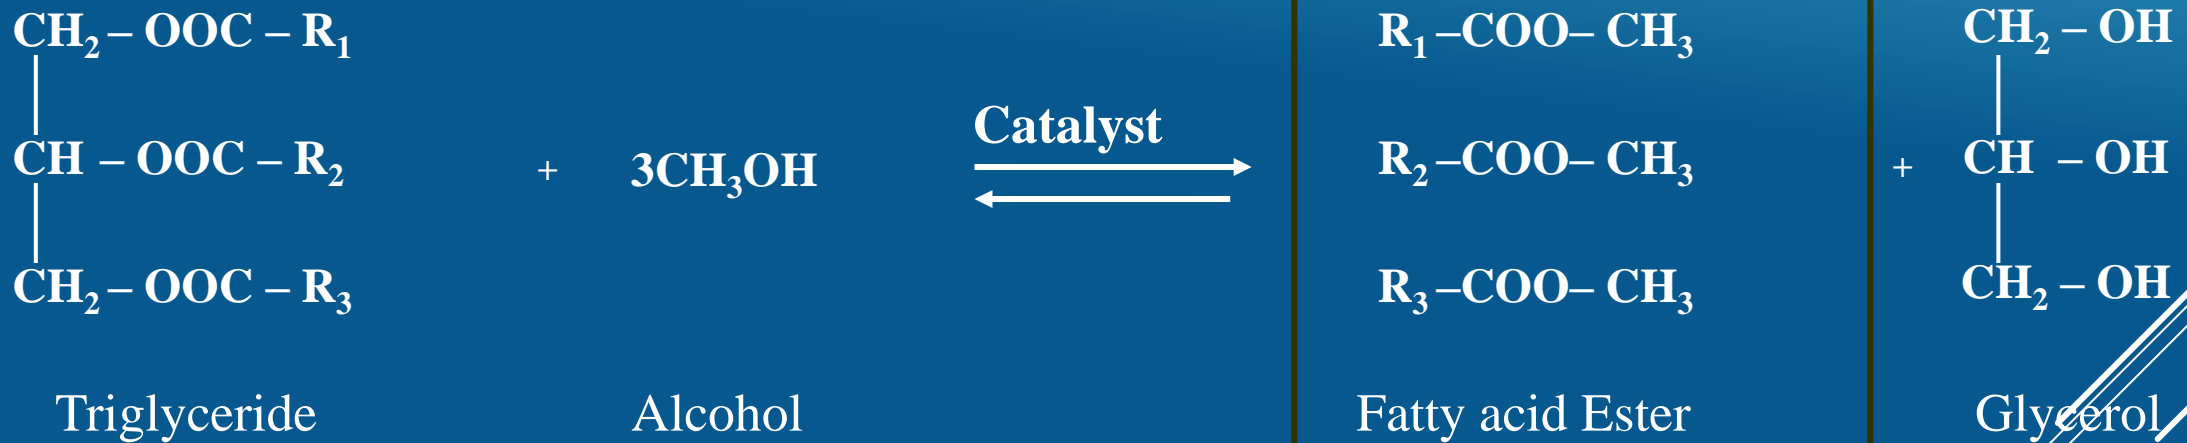 CH₂ – OOC – R₁ R₁ –COO– CH₃ CH₂ – OH
Catalyst
CH – OOC – R₂ + 3CH₃OH R₂ –COO– CH₃ + CH – OH
CH₂ – OOC – R₃ R₃ –COO– CH₃ CH₂ – OH
Triglyceride Alcohol Fatty acid Ester Glycerol